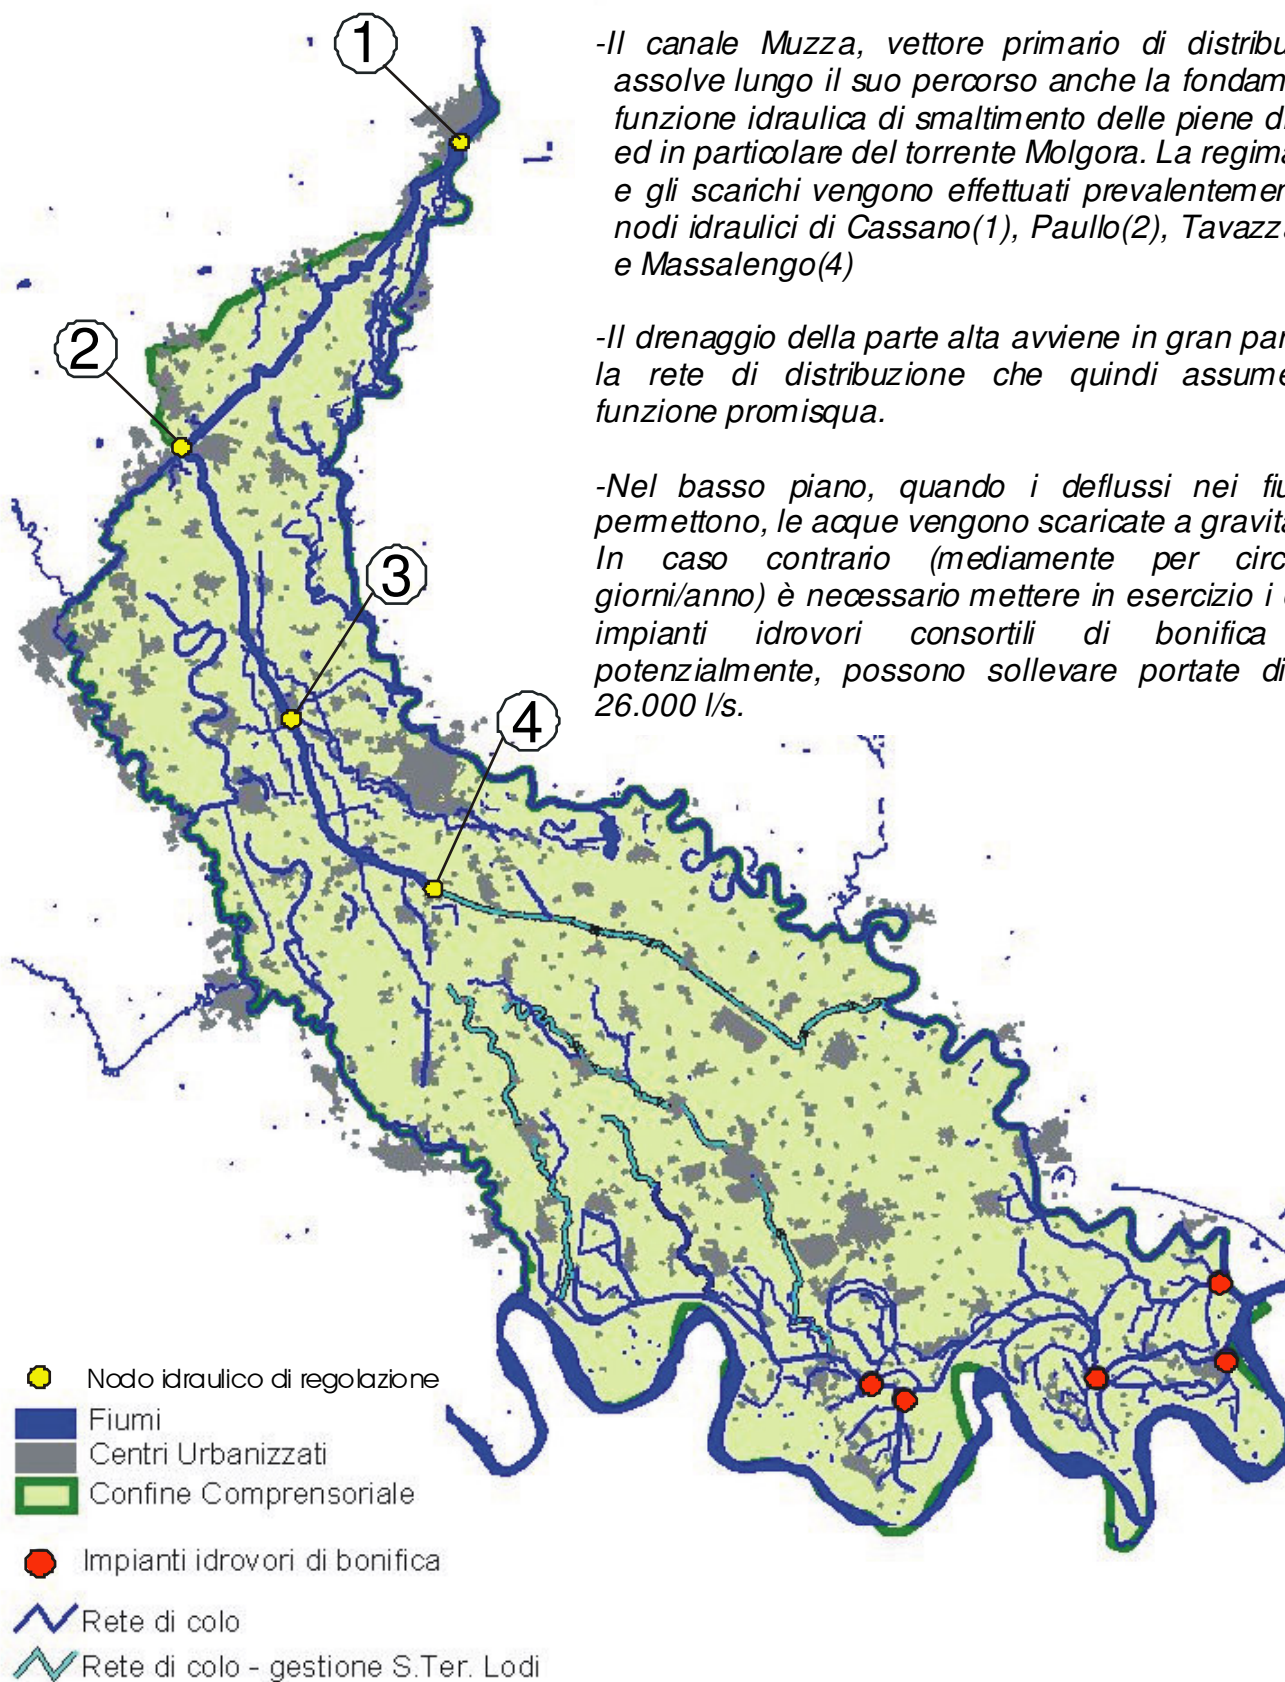 1
-Il canale Muzza, vettore primario di distribu
assolve lungo il suo percorso anche la fondam
funzione idraulica di smaltimento delle piene d
ed in particolare del torrente Molgora. La regima
e gli scarichi vengono effettuati prevalentemen
nodi idraulici di Cassano(1), Paullo(2), Tavazz
e Massalengo(4)
2
-Il drenaggio della parte alta avviene in gran par
la rete di distribuzione che quindi assume
funzione promisqua.
-Nel basso piano, quando i deflussi nei fiu
permettono, le acque vengono scaricate a gravità
In caso contrario (mediamente per circ
giorni/anno) è necessario mettere in esercizio i
impianti idrovori consortili di bonifica
potenzialmente, possono sollevare portate di
26.000 l/s.
3
4
Nodo idraulico di regolazione
Fiumi
Centri Urbanizzati
Confine Comprensoriale
Impianti idrovori di bonifica
Rete di colo
Rete di colo - gestione S.Ter. Lodi